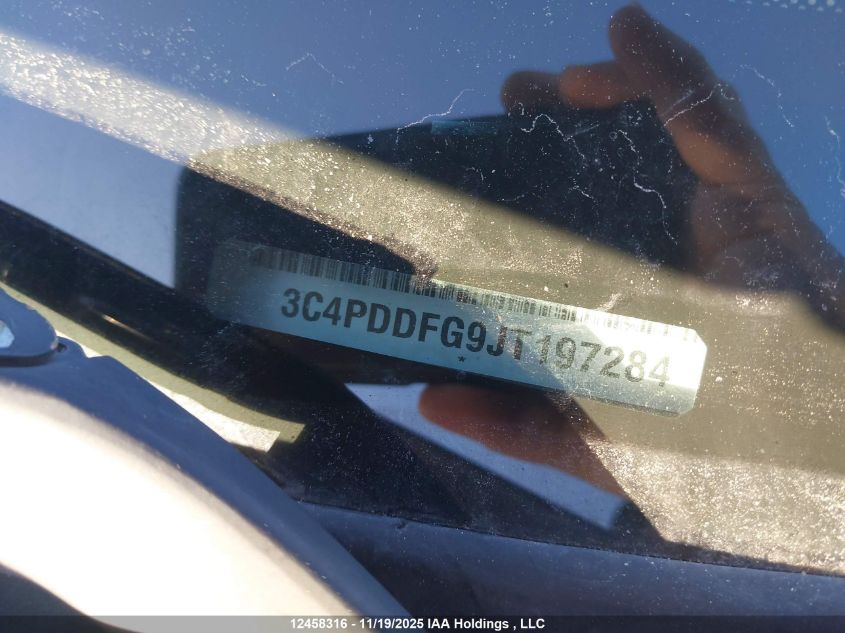 3C4PDDFG9JT197284
*
12458316 - 11/19/2025 IAA Holdings , LLC